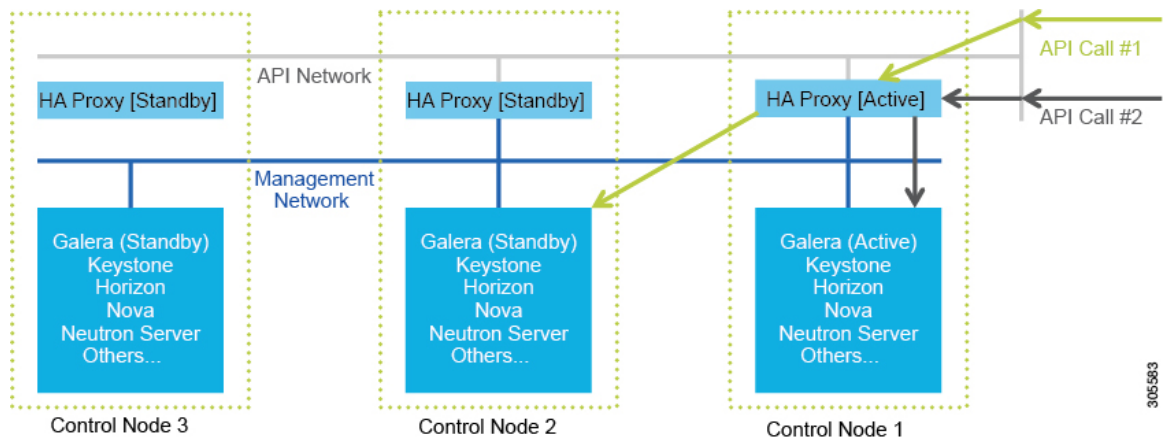 API Call #1
API Network
HA Proxy [Standby]
HA Proxy [Standby]
HA Proxy [Active]
API Call #2
Management
Network
Galera (Standby)
Keystone
Horizon
Nova
Neutron Server
Others...
Galera (Standby)
Keystone
Horizon
Nova
Neutron Server
Others...
Galera (Active)
Keystone
Horizon
Nova
Neutron Server
Others...
305583
Control Node 3
Control Node 2
Control Node 1